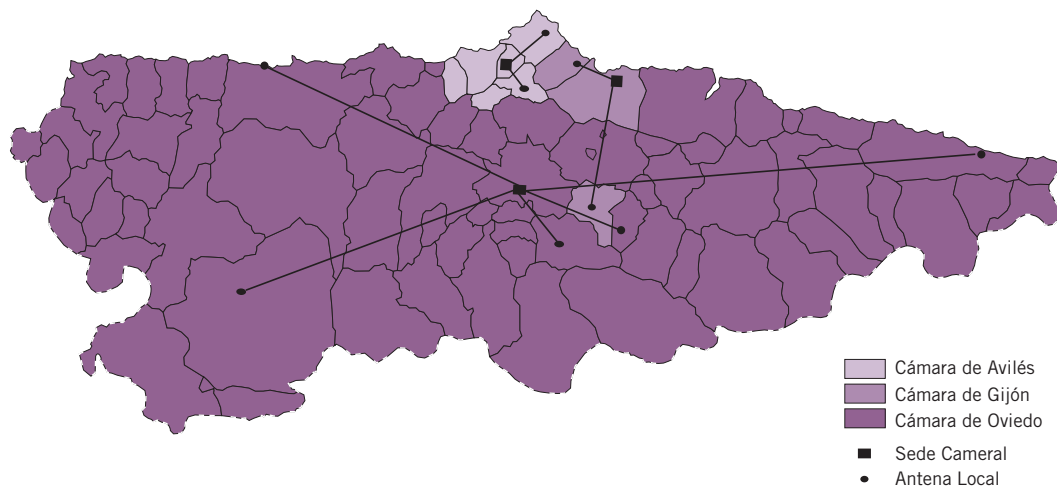 Cámara de Avilés
Cámara de Gijón
Cámara de Oviedo
Sede Cameral
Antena Local